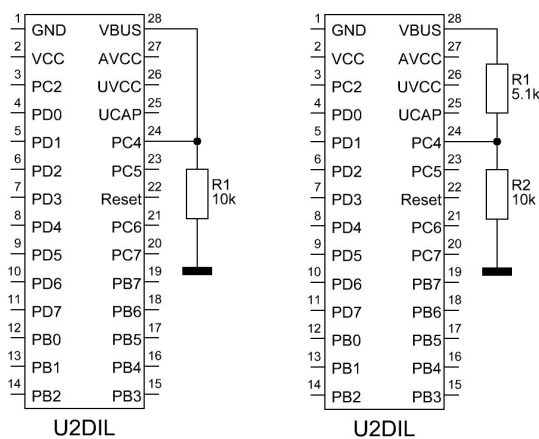 1 GND VBUS 28
2 VCC AVCC 27
3 PC2 UVCC 26
4 PD0 UCAP 25
5 PD1 PC4 24
6 PD2 PC5 23
7 PD3 Reset 22
8 PD4 PC6 21
9 PD5 PC7 20
10 PD6 PB7 19
11 PD7 PB6 18
12 PB0 PB5 17
13 PB1 PB4 16
14 PB2 PB3 15
R1
10k
U2DIL
1 GND VBUS 28
2 VCC AVCC 27
3 PC2 UVCC 26
4 PD0 UCAP 25
5 PD1 PC4 24
6 PD2 PC5 23
7 PD3 Reset 22
8 PD4 PC6 21
9 PD5 PC7 20
10 PD6 PB7 19
11 PD7 PB6 18
12 PB0 PB5 17
13 PB1 PB4 16
14 PB2 PB3 15
R1
5.1k
R2
10k
U2DIL